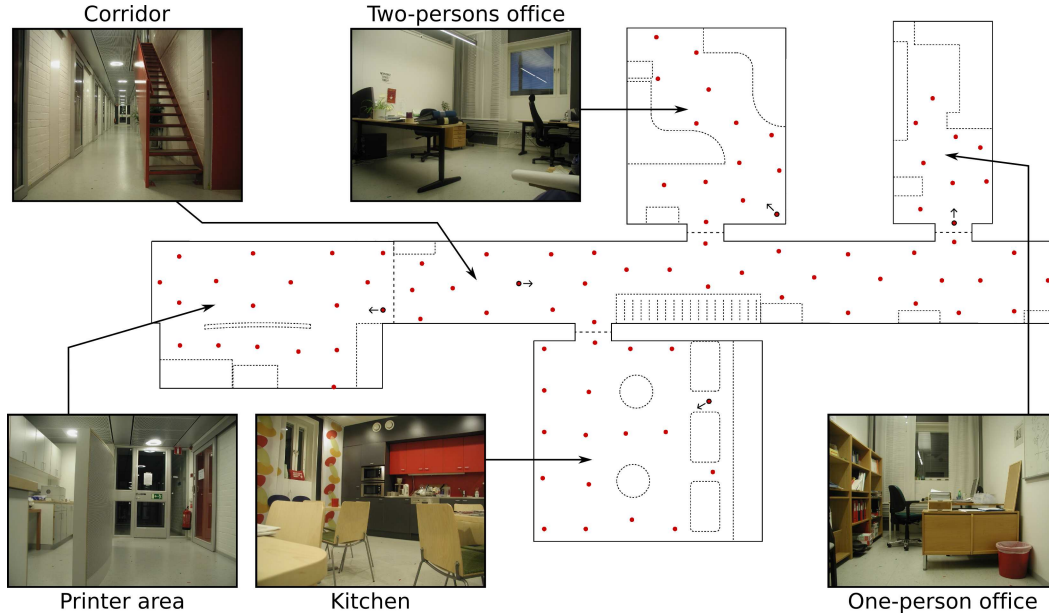 Corridor
Two-persons office
Printer area
Kitchen
One-person office